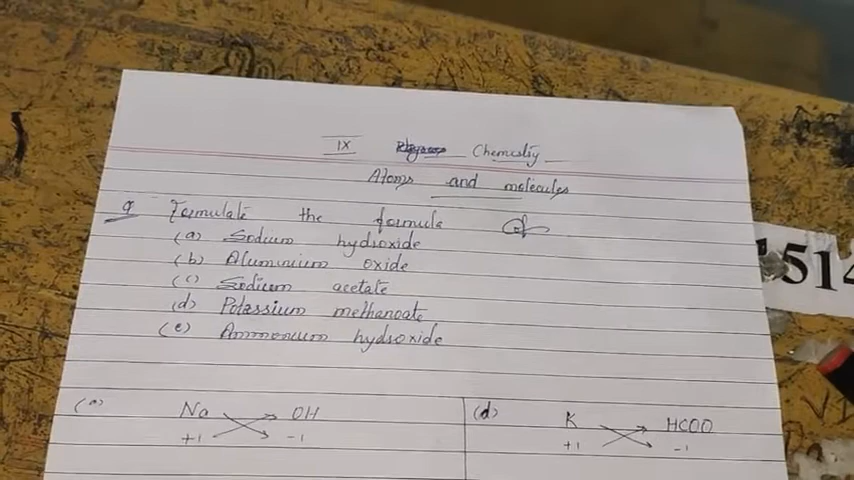 IX Chemistry
Atoms and molecules
Q Formulate the formula of
(a) Sodium hydroxide
(b) Aluminium oxide
(c) Sodium acetate
(d) Potassium methanoate
(e) Ammonium hydroxide
(a) Na OH
+1 -1
(d) K HCOO
+1 -1
514